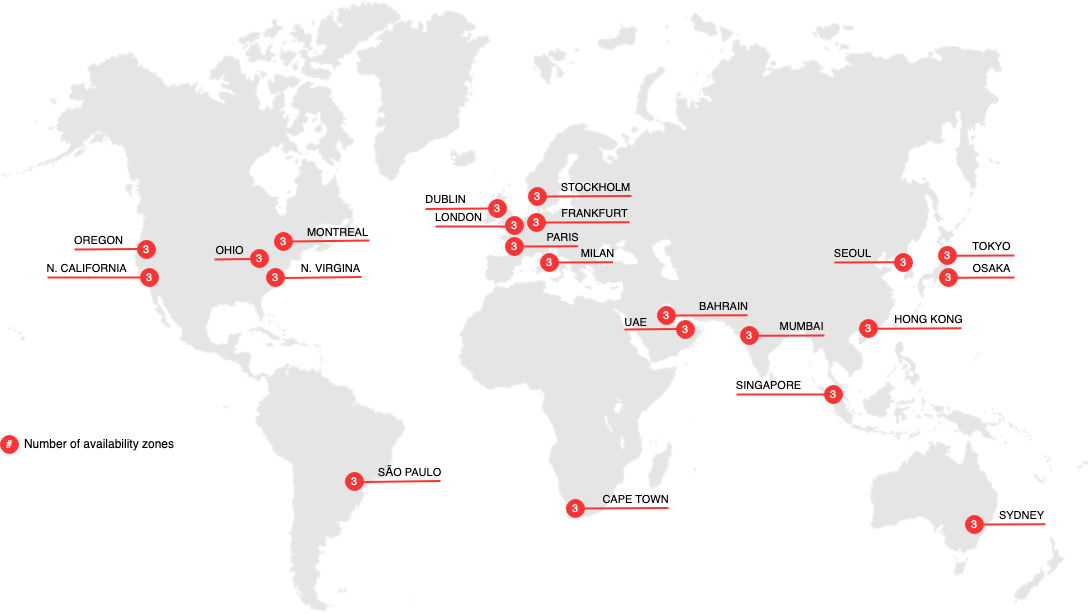 STOCKHOLM
3
DUBLIN
3
FRANKFURT
3
LONDON
3
MONTREAL
3
PARIS
3
OREGON
3
OHIO
3
MILAN
3
N. CALIFORNIA
3
N. VIRGINA
3
SEOUL
3
TOKYO
3
OSAKA
3
BAHRAIN
3
UAE
3
MUMBAI
3
HONG KONG
3
SINGAPORE
3
# Number of availability zones
SÃO PAULO
3
CAPE TOWN
3
SYDNEY
3